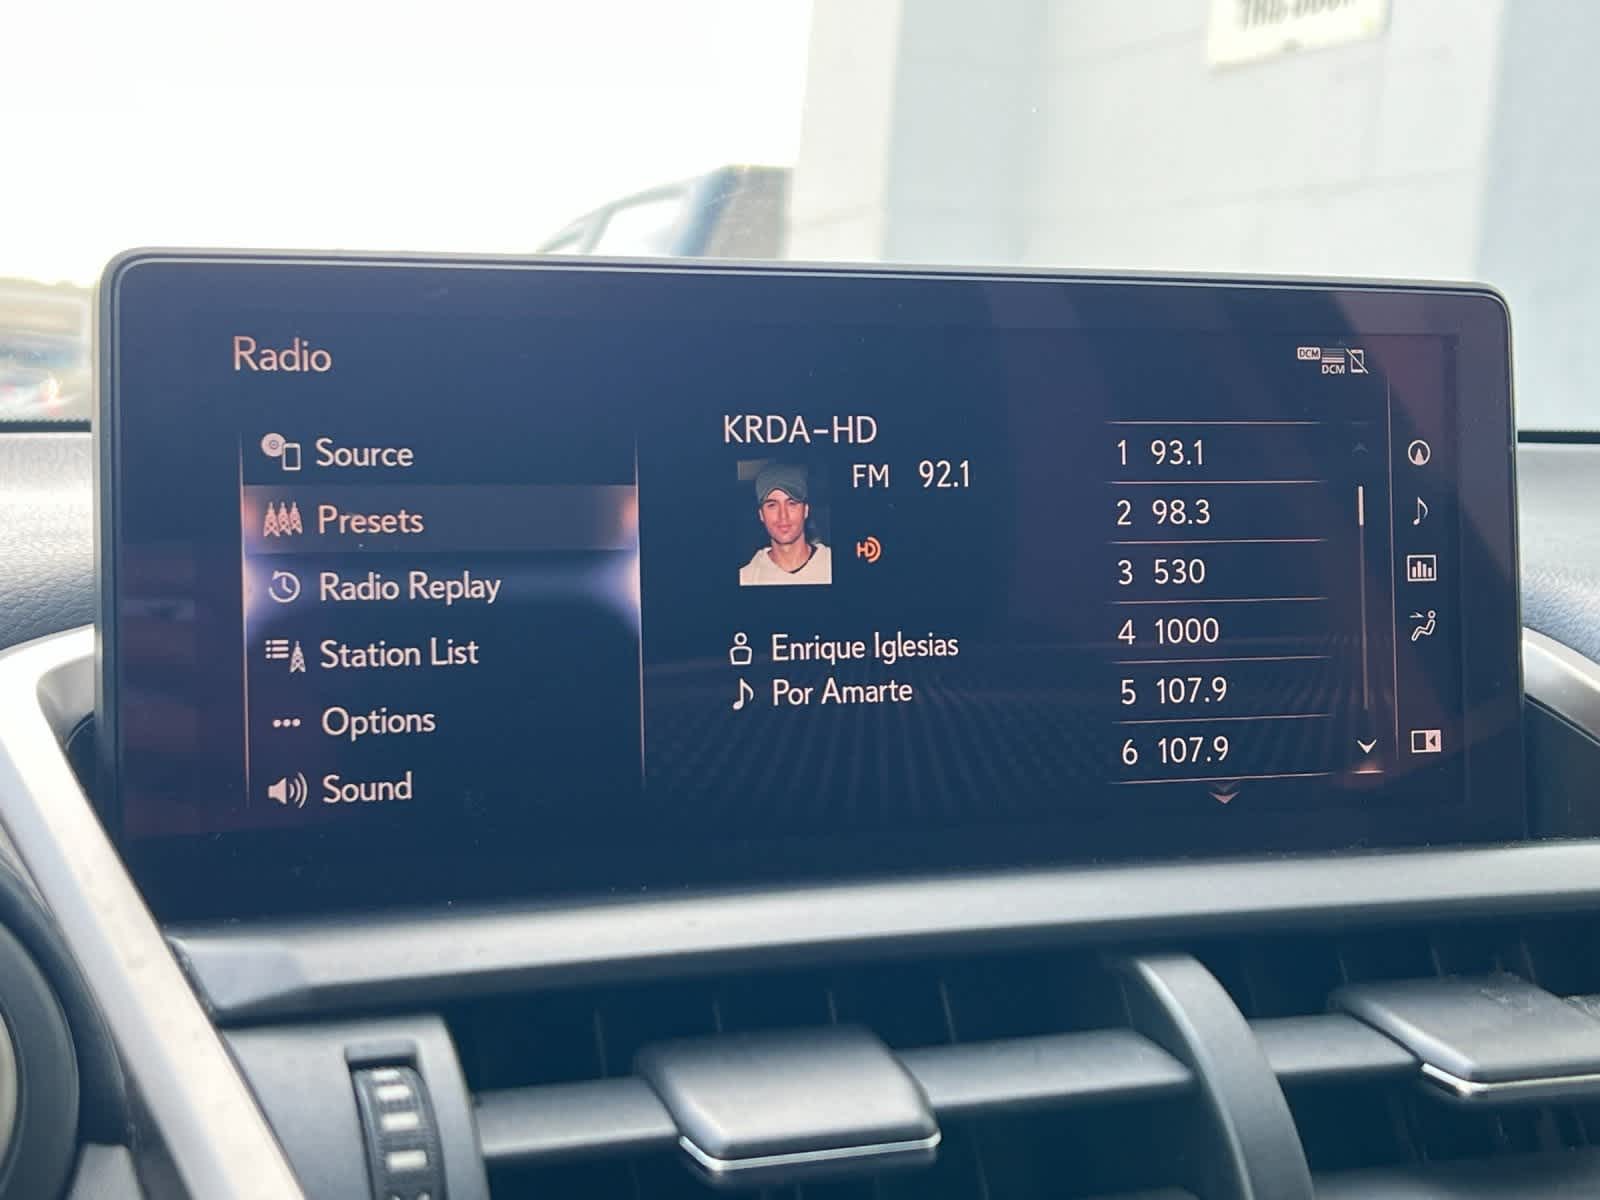 Radio
DCM
DCM
Source
Presets
Radio Replay
Station List
••• Options
Sound
KRDA-HD
FM 92.1
HD
Enrique Iglesias
Por Amarte
1 93.1
2 98.3
3 530
4 1000
5 107.9
6 107.9